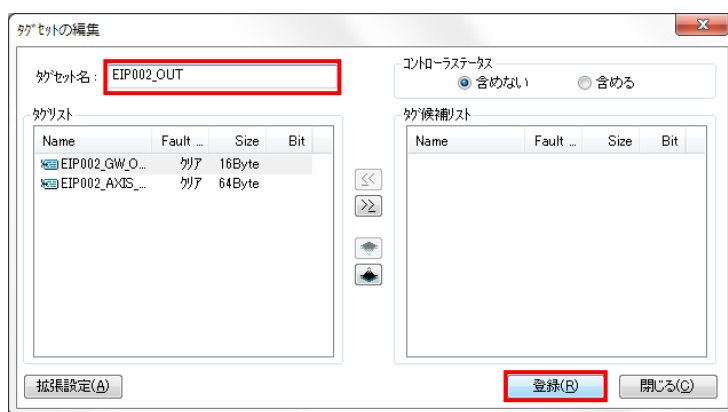 タグセットの編集
タグセット名: EIP002_OUT
コントローラステータス
含めない 含める
タグリスト
Name Fault ... Size Bit
EIP002_GW_O... クリア 16Byte
EIP002_AXIS_... クリア 64Byte
<<
>>
タグ候補リスト
Name Fault ... Size Bit
拡張設定(A)
登録(R)
閉じる(C)